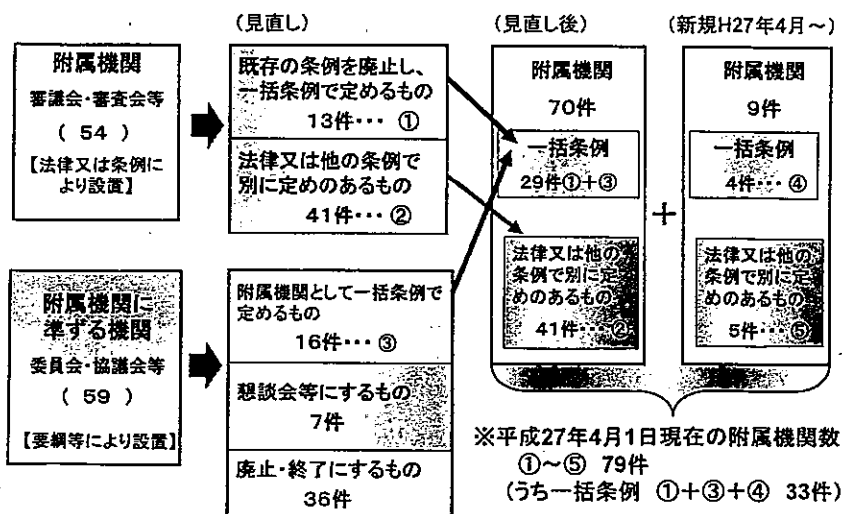 (見直し)
(見直し後)
(新規H27年4月～)
附属機関
審議会・審査会等
( 54 )
【法律又は条例に
より設置】
既存の条例を廃止し、
一括条例で定めるもの
13件・・・ ①
法律又は他の条例で
別に定めのあるもの
41件・・・ ②
附属機関に
準ずる機関
委員会・協議会等
( 59 )
【要綱等により設置】
附属機関として一括条例で
定めるもの
16件・・・ ③
懇談会等にするもの
7件
廃止・終了にするもの
36件
附属機関
70件
一括条例
29件①+③
法律又は他の
条例で別に定
めのあるもの
41件・・・②
+
附属機関
9件
一括条例
4件・・・ ④
法律又は他の
条例で別に定
めのあるもの
5件・・・⑤
※平成27年4月1日現在の附属機関数
①～⑤ 79件
(うち一括条例 ①+③+④ 33件)